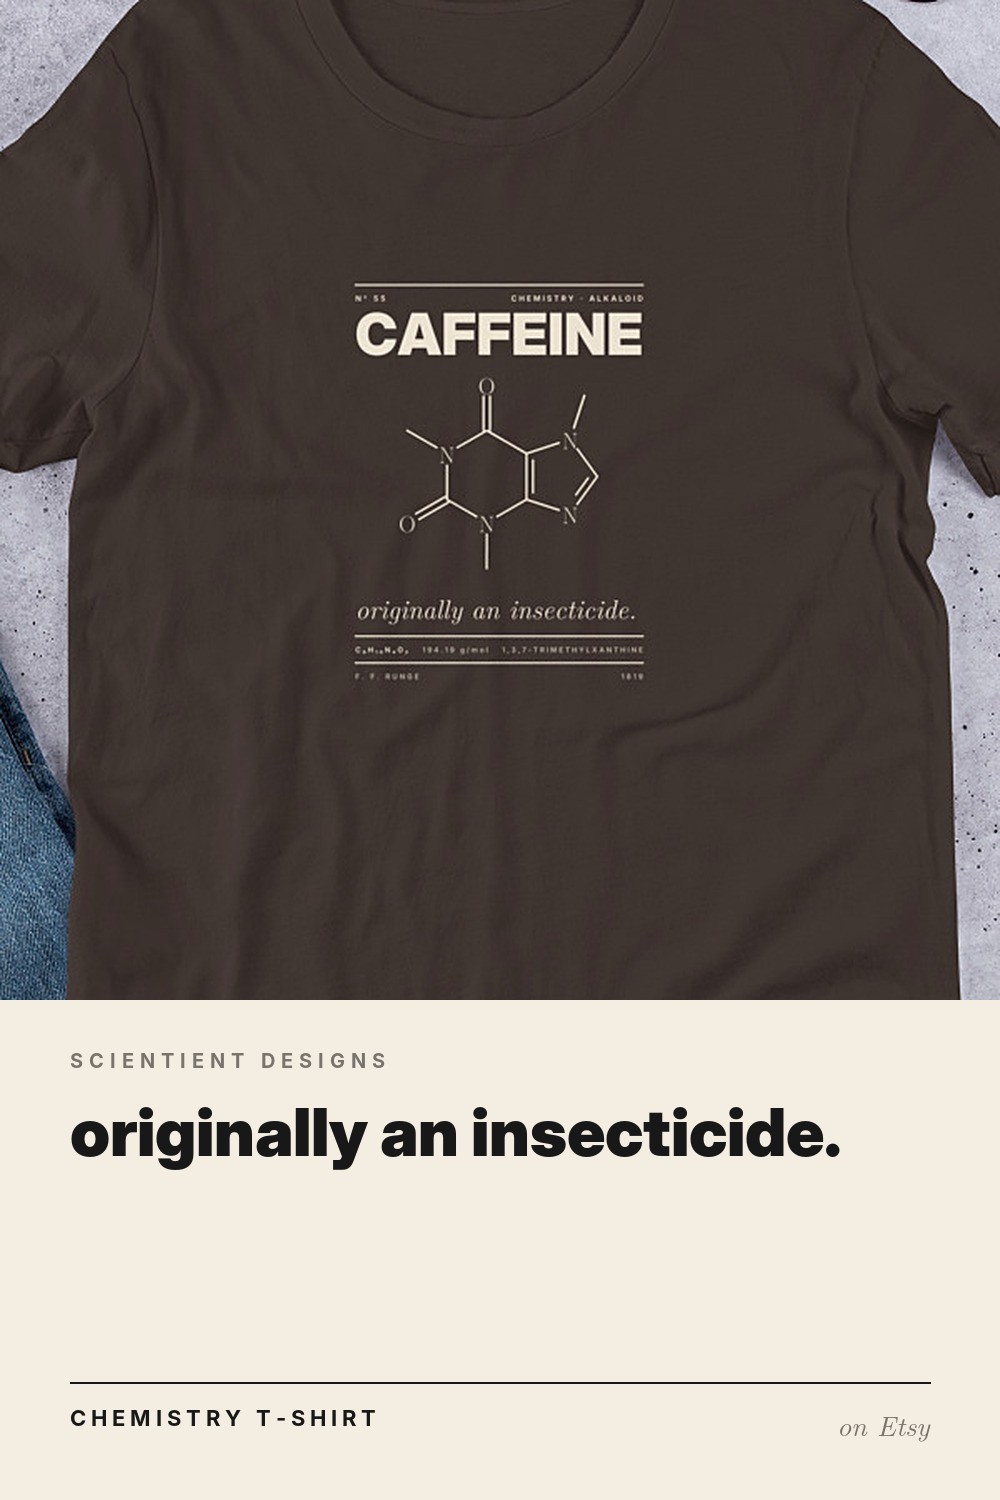 Nº 55 CHEMISTRY · ALKALOID
CAFFEINE
O
N N
O N N
originally an insecticide.
C₈H₁₀N₄O₂ 194.19 g/mol 1,3,7-TRIMETHYLXANTHINE
F. F. RUNGE 1819
SCIENTIENT DESIGNS
originally an insecticide.
CHEMISTRY T-SHIRT
on Etsy